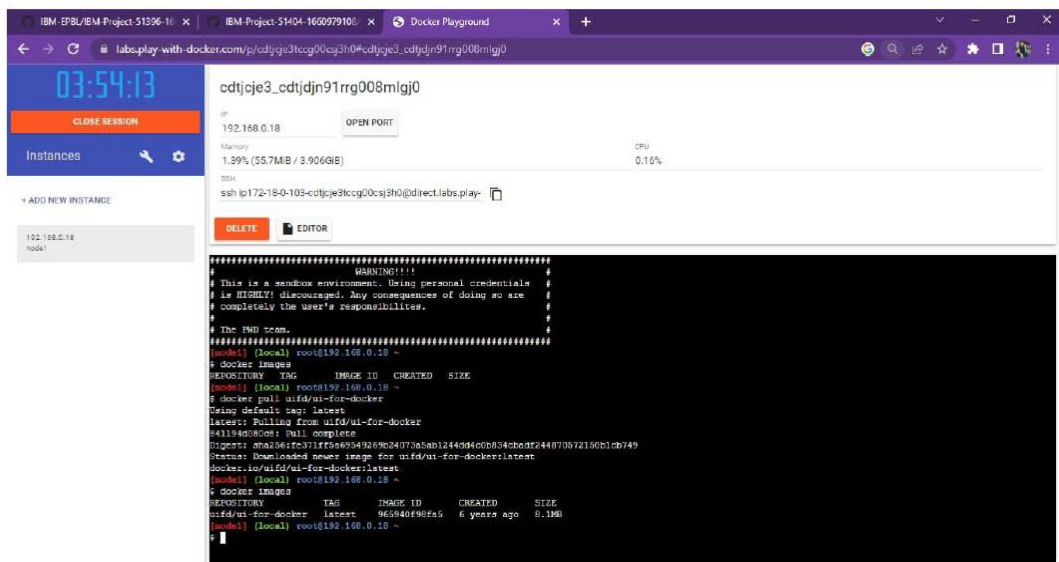 IBM-EPBL/IBM-Project-51396-16
IBM-Project-51404-1660979108/
Docker Playground
labs.play-with-docker.com/p/cdtjcje3tccg00csj3h0#cdtjcje3_cdtjdjn91rrg008mlgj0
03:54:13
CLOSE SESSION
Instances
+ ADD NEW INSTANCE
192.168.0.18
node1
cdtjcje3_cdtjdjn91rrg008mlgj0
IP
192.168.0.18
OPEN PORT
Memory
CPU
1.39% (55.7MiB / 3.906GiB)
0.16%
SSH
ssh ip172-18-0-103-cdtjcje3tccg00csj3h0@direct.labs.play-
DELETE
EDITOR
###############################################################
# WARNING!!!! #
# This is a sandbox environment. Using personal credentials #
# is HIGHLY! discouraged. Any consequences of doing so are #
# completely the user's responsibilites. #
# #
# The PWD team. #
###############################################################
[node1] (local) root@192.168.0.18 ~
$ docker images
REPOSITORY TAG IMAGE ID CREATED SIZE
[node1] (local) root@192.168.0.18 ~
$ docker pull uifd/ui-for-docker
Using default tag: latest
latest: Pulling from uifd/ui-for-docker
841194d080c8: Pull complete
Digest: sha256:fe371ff5a69549269b24073a5ab1244dd4c0b834cbadf244870572150b1cb749
Status: Downloaded newer image for uifd/ui-for-docker:latest
docker.io/uifd/ui-for-docker:latest
[node1] (local) root@192.168.0.18 ~
$ docker images
REPOSITORY TAG IMAGE ID CREATED SIZE
uifd/ui-for-docker latest 965940f98fa5 6 years ago 8.1MB
[node1] (local) root@192.168.0.18 ~
$